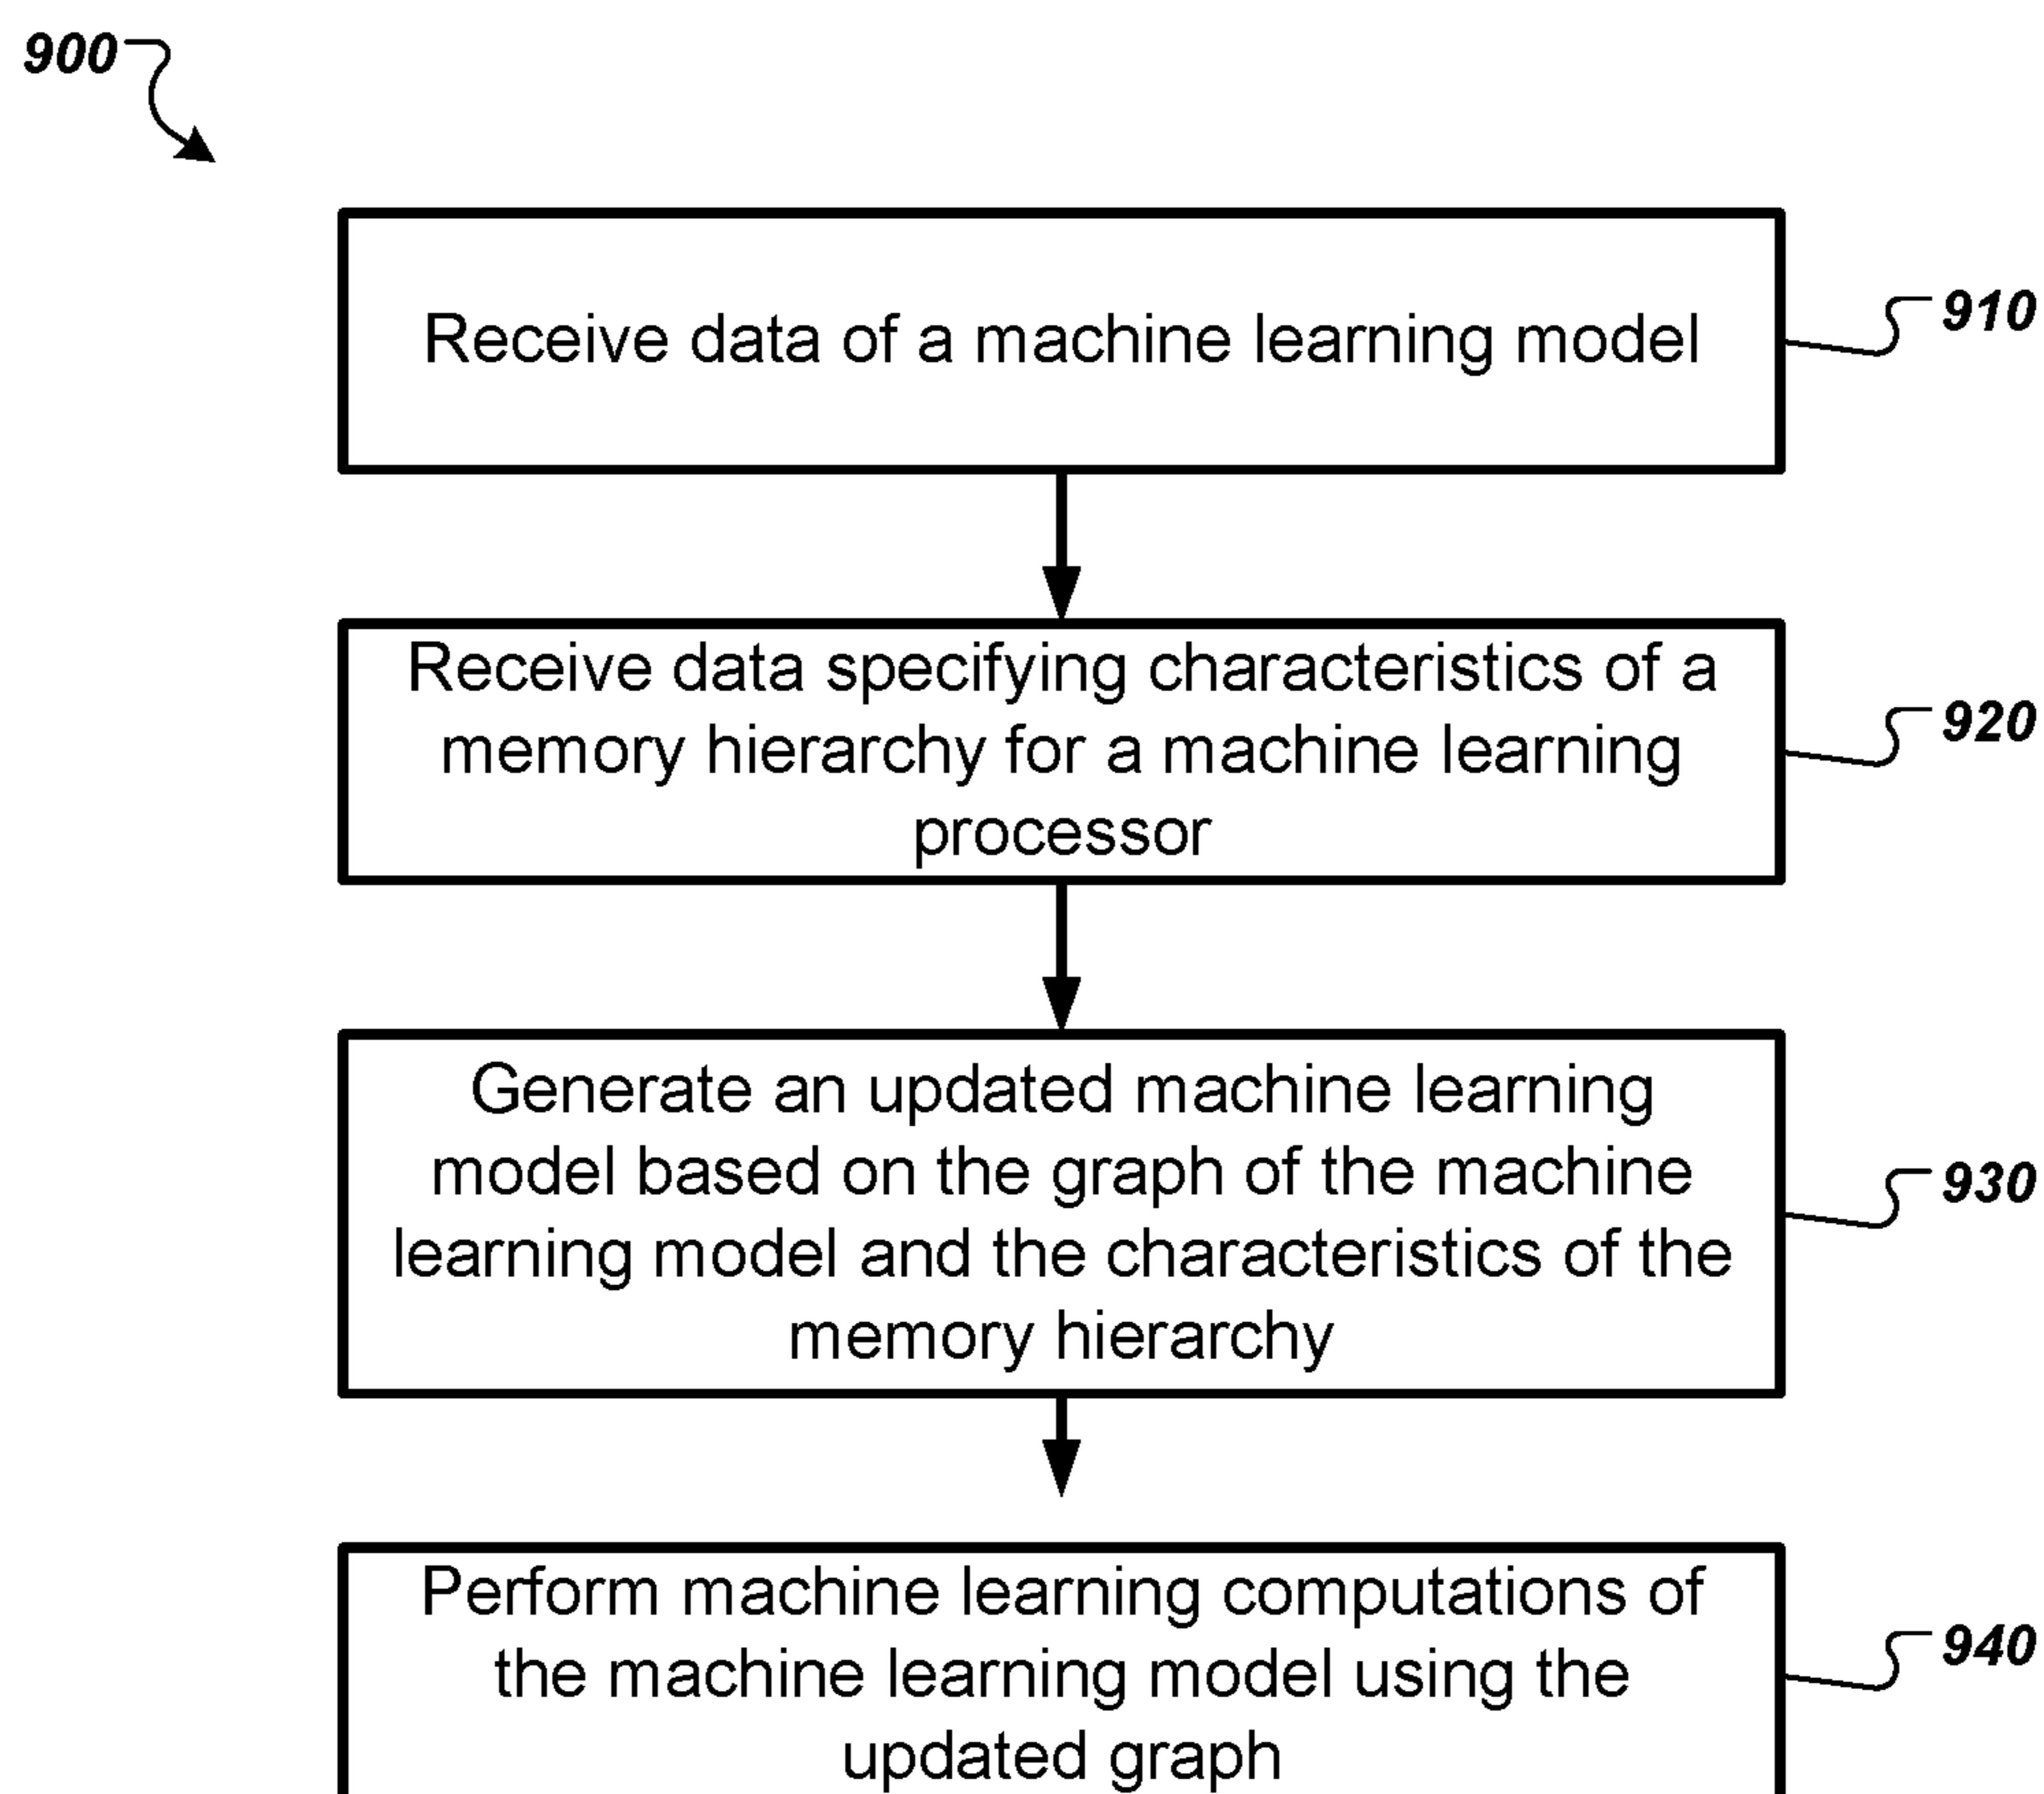 900
Receive data of a machine learning model
910
Receive data specifying characteristics of a
memory hierarchy for a machine learning
processor
920
Generate an updated machine learning
model based on the graph of the machine
learning model and the characteristics of the
memory hierarchy
930
Perform machine learning computations of
the machine learning model using the
updated graph
940